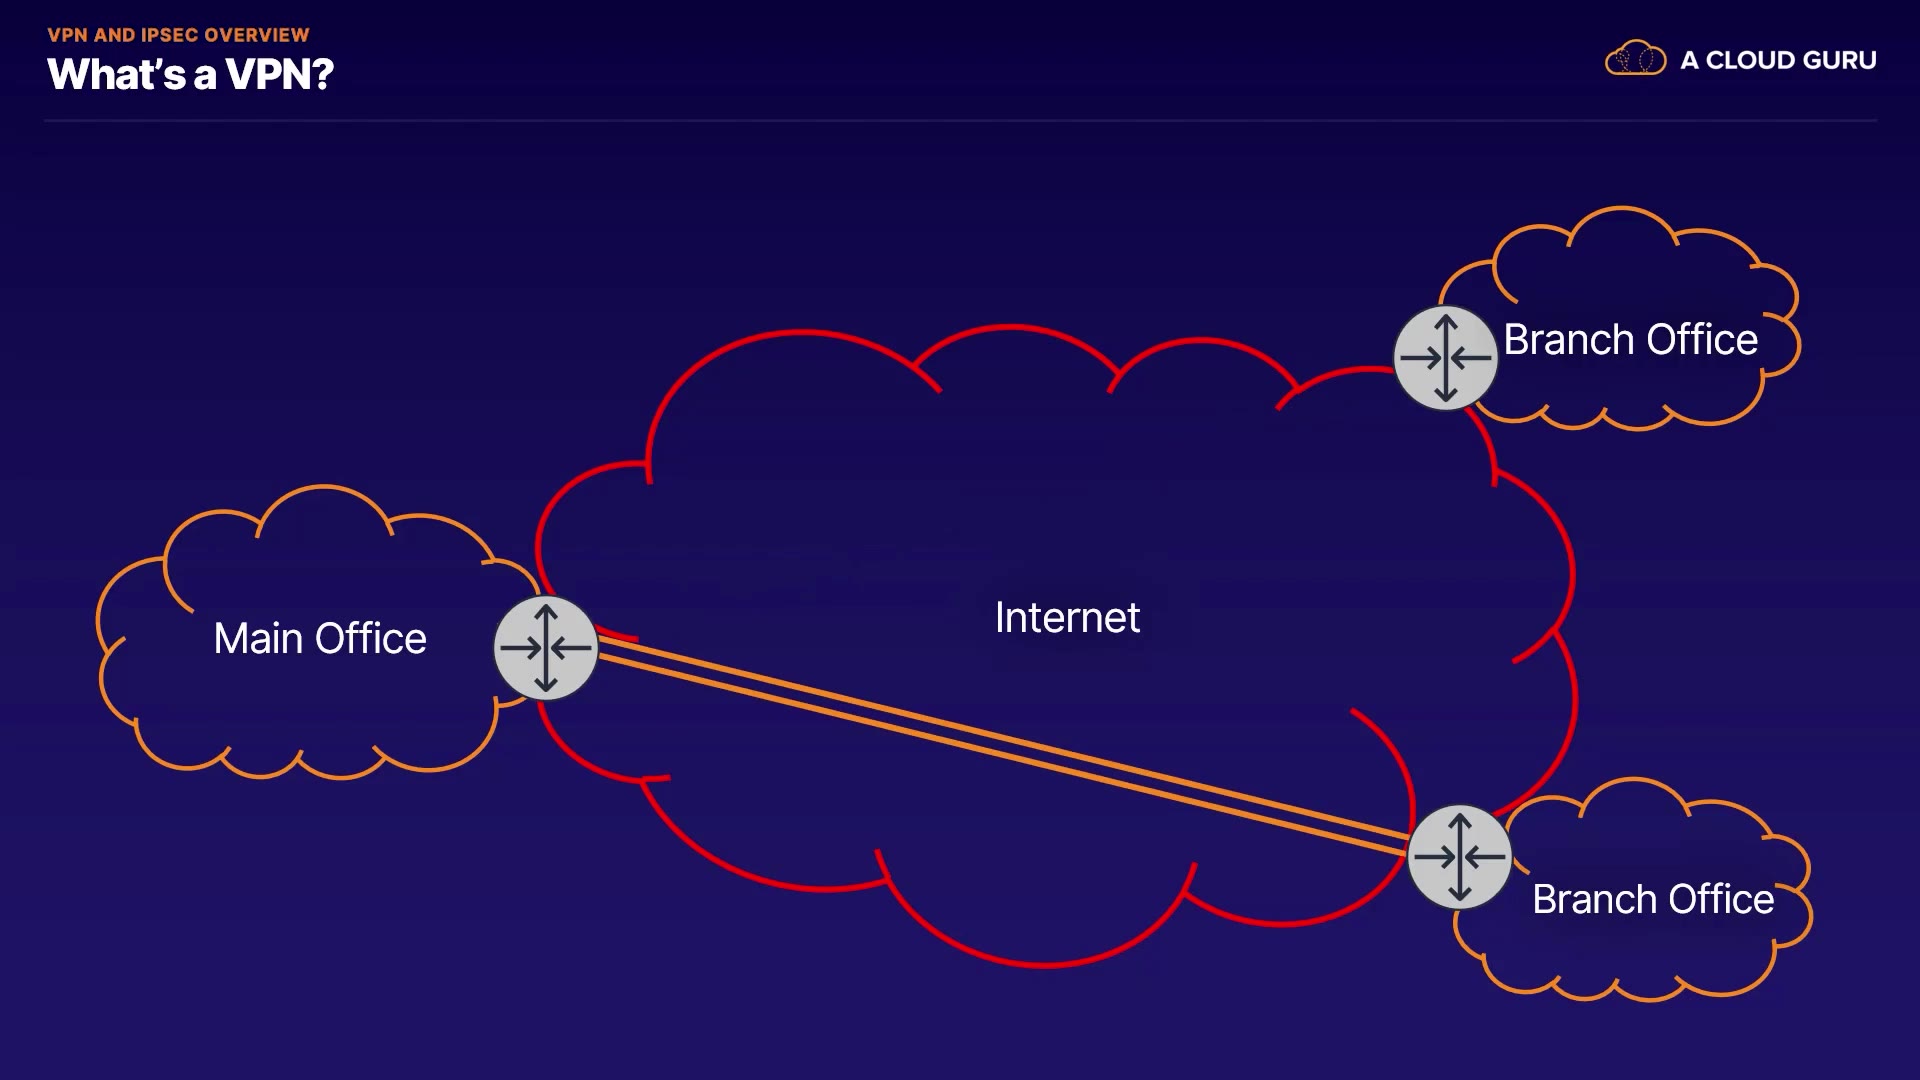 VPN AND IPSEC OVERVIEW
What's a VPN?
A CLOUD GURU
Branch Office
Internet
Main Office
Branch Office